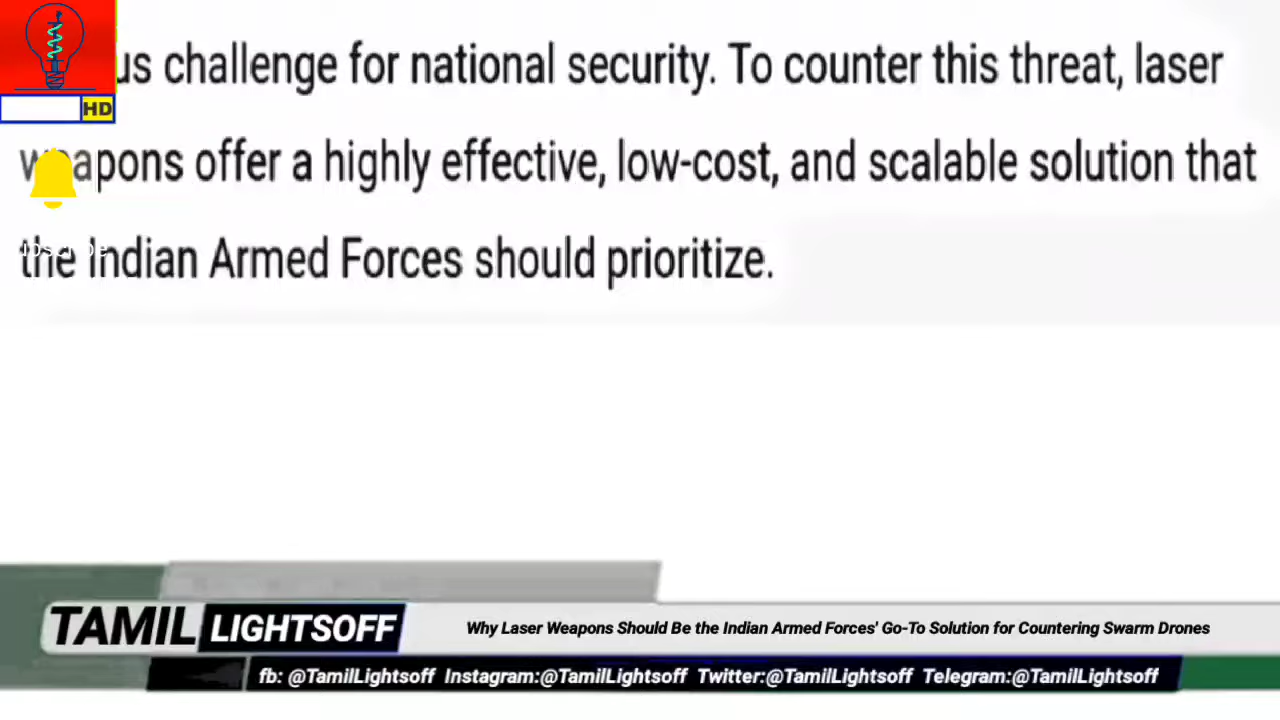 us challenge for national security. To counter this threat, laser
weapons offer a highly effective, low-cost, and scalable solution that
the Indian Armed Forces should prioritize.
HD
TAMIL LIGHTSOFF
Why Laser Weapons Should Be the Indian Armed Forces' Go-To Solution for Countering Swarm Drones
fb: @TamilLightsoff Instagram:@TamilLightsoff Twitter:@TamilLightsoff Telegram:@TamilLightsoff